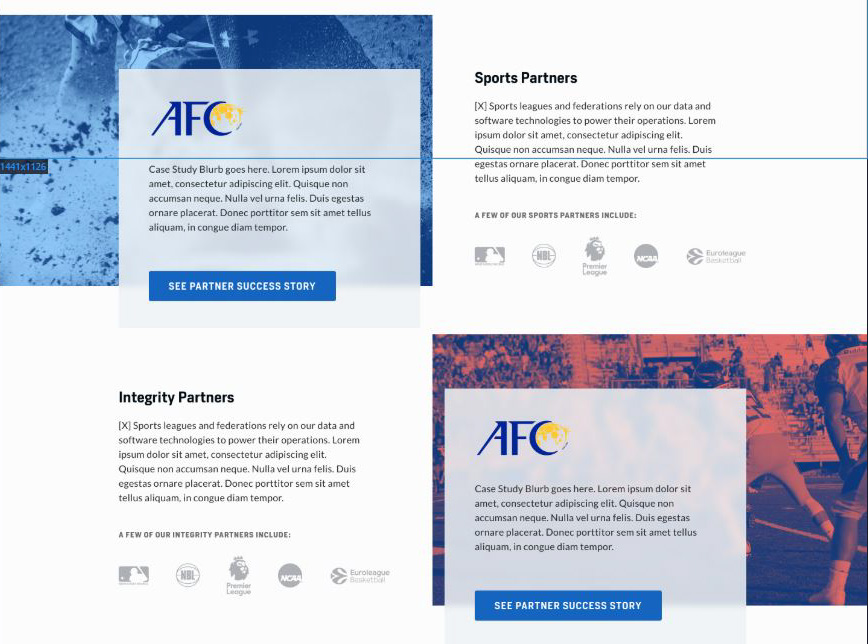 AFC
Case Study Blurb goes here. Lorem ipsum dolor sit
amet, consectetur adipiscing elit. Quisque non
accumsan neque. Nulla vel urna felis. Duis egestas
ornare placerat. Donec porttitor sem sit amet tellus
aliquam, in congue diam tempor.
SEE PARTNER SUCCESS STORY
1441x1126
Sports Partners
[X] Sports leagues and federations rely on our data and
software technologies to power their operations. Lorem
ipsum dolor sit amet, consectetur adipiscing elit.
Quisque non accumsan neque. Nulla vel urna felis. Duis
egestas ornare placerat. Donec porttitor sem sit amet
tellus aliquam, in congue diam tempor.
A FEW OF OUR SPORTS PARTNERS INCLUDE:
NBL
Premier
League
NCAA
Euroleague
Basketball
Integrity Partners
[X] Sports leagues and federations rely on our data and
software technologies to power their operations. Lorem
ipsum dolor sit amet, consectetur adipiscing elit.
Quisque non accumsan neque. Nulla vel urna felis. Duis
egestas ornare placerat. Donec porttitor sem sit amet
tellus aliquam, in congue diam tempor.
A FEW OF OUR INTEGRITY PARTNERS INCLUDE:
NBL
Premier
League
NCAA
Euroleague
Basketball
AFC
Case Study Blurb goes here. Lorem ipsum dolor sit
amet, consectetur adipiscing elit. Quisque non
accumsan neque. Nulla vel urna felis. Duis egestas
ornare placerat. Donec porttitor sem sit amet tellus
aliquam, in congue diam tempor.
SEE PARTNER SUCCESS STORY